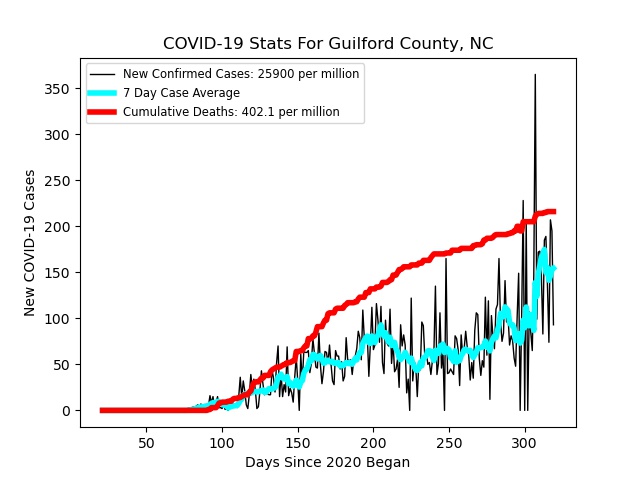 COVID-19 Stats For Guilford County, NC
New Confirmed Cases: 25900 per million
7 Day Case Average
Cumulative Deaths: 402.1 per million
New COVID-19 Cases
350
300
250
200
150
100
50
0
50 100 150 200 250 300
Days Since 2020 Began